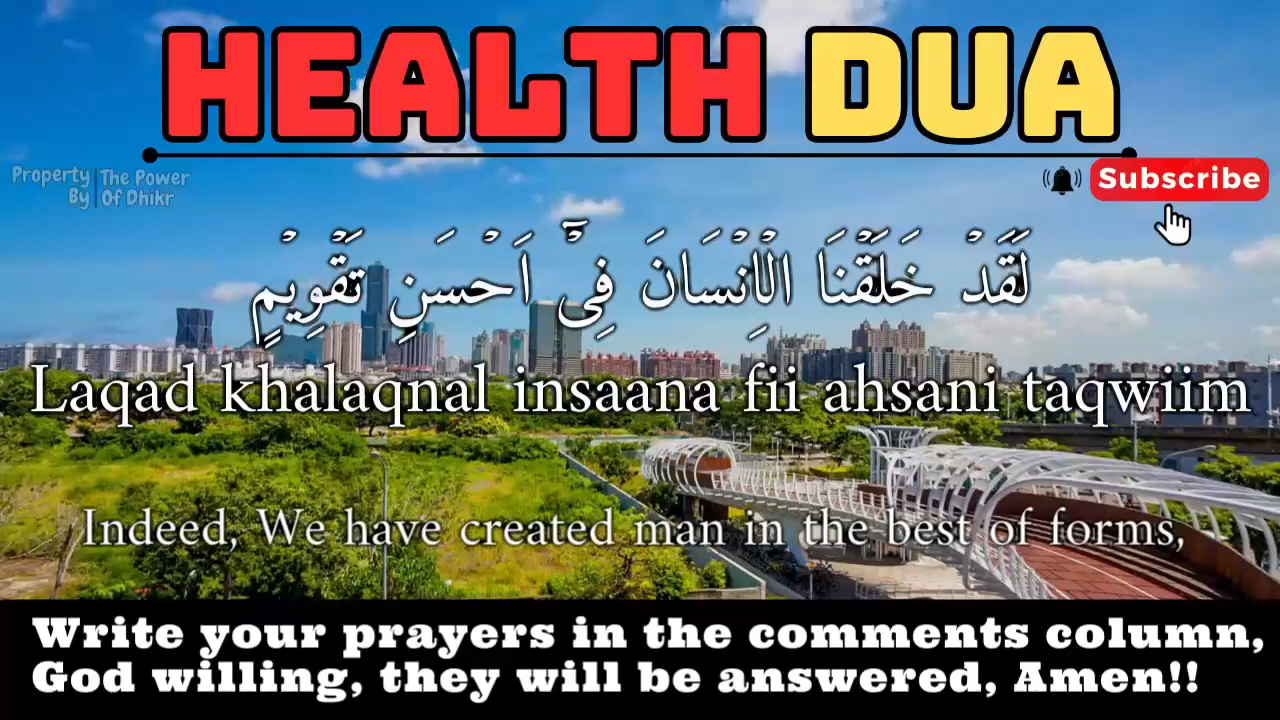 HEALTH DUA
Property By | The Power Of Dhikr
Subscribe
لَقَدْ خَلَقْنَا الْاِنْسَانَ فِيْٓ اَحْسَنِ تَقْوِيْمٍ
Laqad khalaqnal insaana fii ahsani taqwiim
Indeed, We have created man in the best of forms,
Write your prayers in the comments column,
God willing, they will be answered, Amen!!